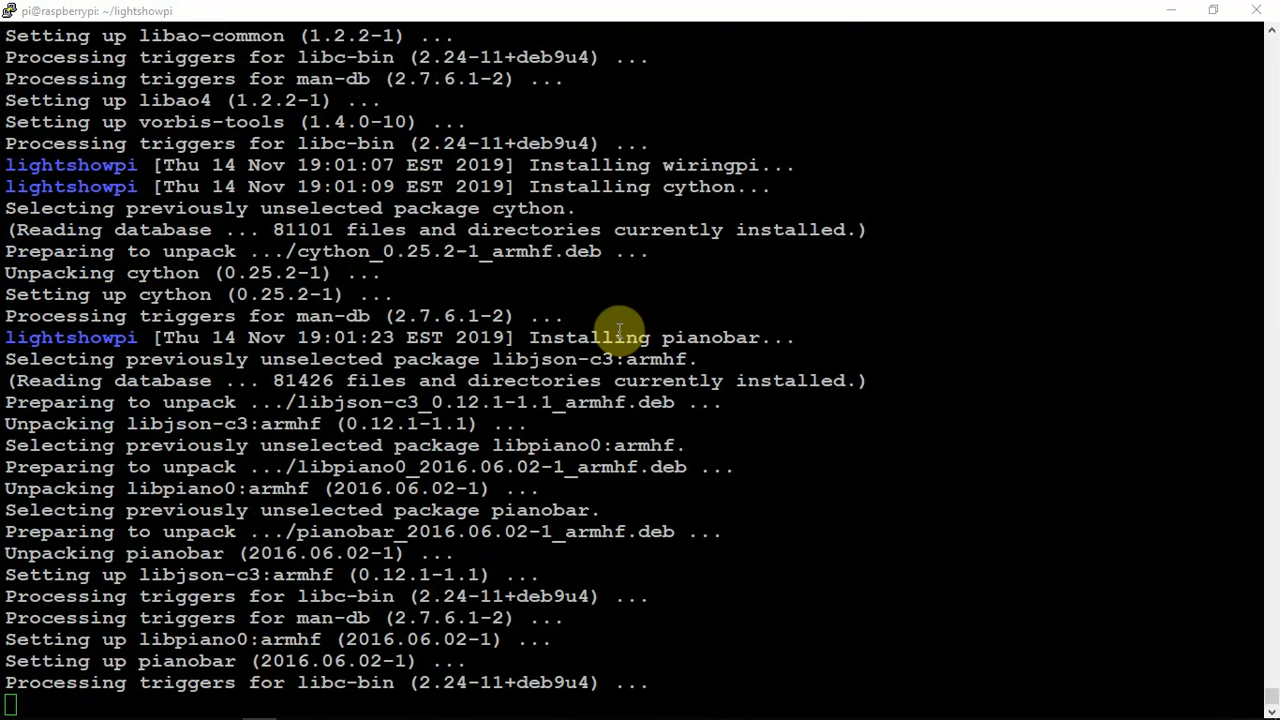 pi@raspberrypi: ~/lightshowpi
Setting up libao-common (1.2.2-1) ...
Processing triggers for libc-bin (2.24-11+deb9u4) ...
Processing triggers for man-db (2.7.6.1-2) ...
Setting up libao4 (1.2.2-1) ...
Setting up vorbis-tools (1.4.0-10) ...
Processing triggers for libc-bin (2.24-11+deb9u4) ...
lightshowpi [Thu 14 Nov 19:01:07 EST 2019] Installing wiringpi...
lightshowpi [Thu 14 Nov 19:01:09 EST 2019] Installing cython...
Selecting previously unselected package cython.
(Reading database ... 81101 files and directories currently installed.)
Preparing to unpack .../cython_0.25.2-1_armhf.deb ...
Unpacking cython (0.25.2-1) ...
Setting up cython (0.25.2-1) ...
Processing triggers for man-db (2.7.6.1-2) ...
lightshowpi [Thu 14 Nov 19:01:23 EST 2019] Installing pianobar...
Selecting previously unselected package libjson-c3:armhf.
(Reading database ... 81426 files and directories currently installed.)
Preparing to unpack .../libjson-c3_0.12.1-1.1_armhf.deb ...
Unpacking libjson-c3:armhf (0.12.1-1.1) ...
Selecting previously unselected package libpiano0:armhf.
Preparing to unpack .../libpiano0_2016.06.02-1_armhf.deb ...
Unpacking libpiano0:armhf (2016.06.02-1) ...
Selecting previously unselected package pianobar.
Preparing to unpack .../pianobar_2016.06.02-1_armhf.deb ...
Unpacking pianobar (2016.06.02-1) ...
Setting up libjson-c3:armhf (0.12.1-1.1) ...
Processing triggers for libc-bin (2.24-11+deb9u4) ...
Processing triggers for man-db (2.7.6.1-2) ...
Setting up libpiano0:armhf (2016.06.02-1) ...
Setting up pianobar (2016.06.02-1) ...
Processing triggers for libc-bin (2.24-11+deb9u4) ...